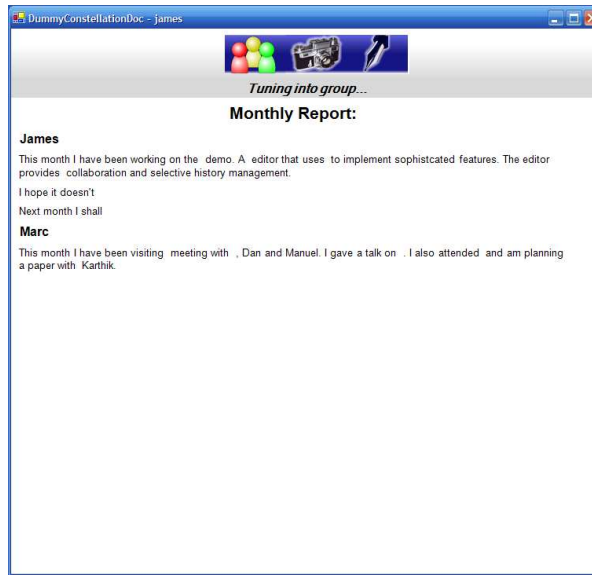 DummyConstellationDoc - james
Tuning into group...
Monthly Report:
James
This month I have been working on the demo. A editor that uses to implement sophistcated features. The editor
provides collaboration and selective history management.
I hope it doesn't
Next month I shall
Marc
This month I have been visiting meeting with , Dan and Manuel. I gave a talk on . I also attended and am planning
a paper with Karthik.